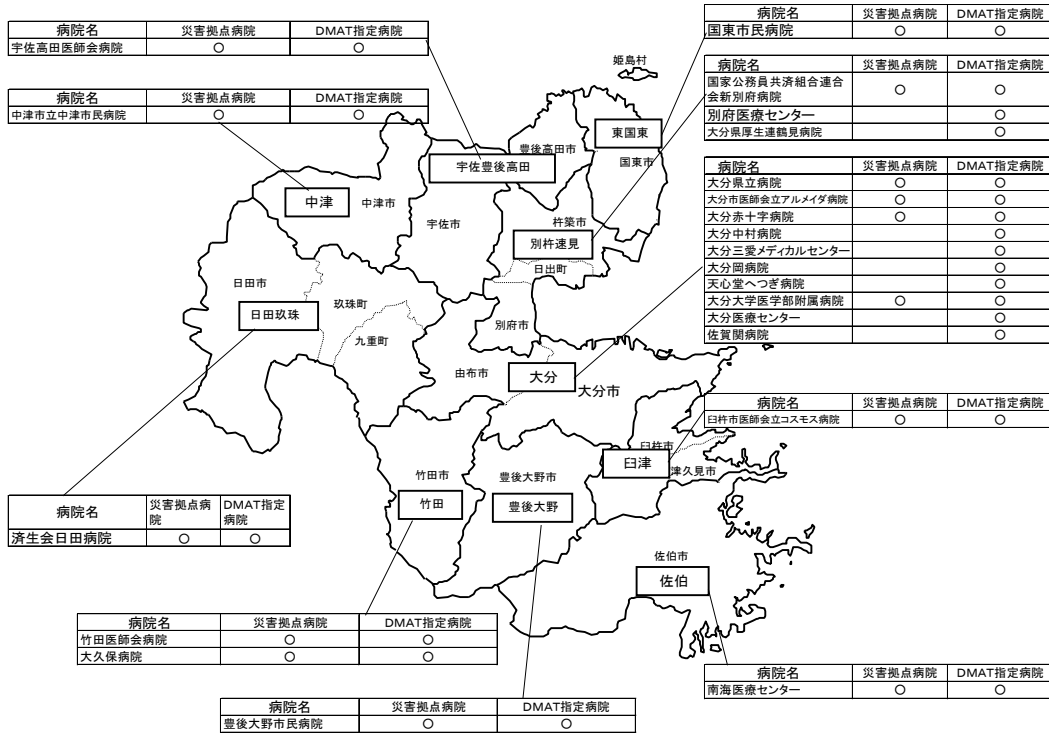 病院名 災害拠点病院 DMAT指定病院
宇佐高田医師会病院 ○ ○
病院名 災害拠点病院 DMAT指定病院
中津市立中津市民病院 ○ ○
病院名 災害拠点病院 DMAT指定病院
国東市民病院 ○ ○
病院名 災害拠点病院 DMAT指定病院
国家公務員共済組合連合
会新別府病院 ○ ○
別府医療センター ○
大分県厚生連鶴見病院 ○
病院名 災害拠点病院 DMAT指定病院
大分県立病院 ○ ○
大分市医師会立アルメイダ病院 ○ ○
大分赤十字病院 ○ ○
大分中村病院 ○
大分三愛メディカルセンター ○
大分岡病院 ○
天心堂へつぎ病院 ○
大分大学医学部附属病院 ○ ○
大分医療センター ○
佐賀関病院 ○
姫島村
東国東
豊後高田市
国東市
宇佐豊後高田
中津
中津市
宇佐市
杵築市
別杵速見
日出町
日田市
玖珠町
日田玖珠
九重町
別府市
由布市
大分
大分市
病院名 災害拠点病院 DMAT指定病院
臼杵市医師会立コスモス病院 ○ ○
臼杵市
臼津
津久見市
竹田市
竹田
豊後大野市
豊後大野
佐伯市
佐伯
病院名 災害拠点病
院 DMAT指定
病院
済生会日田病院 ○ ○
病院名 災害拠点病院 DMAT指定病院
竹田医師会病院 ○ ○
大久保病院 ○ ○
病院名 災害拠点病院 DMAT指定病院
南海医療センター ○ ○
病院名 災害拠点病院 DMAT指定病院
豊後大野市民病院 ○ ○